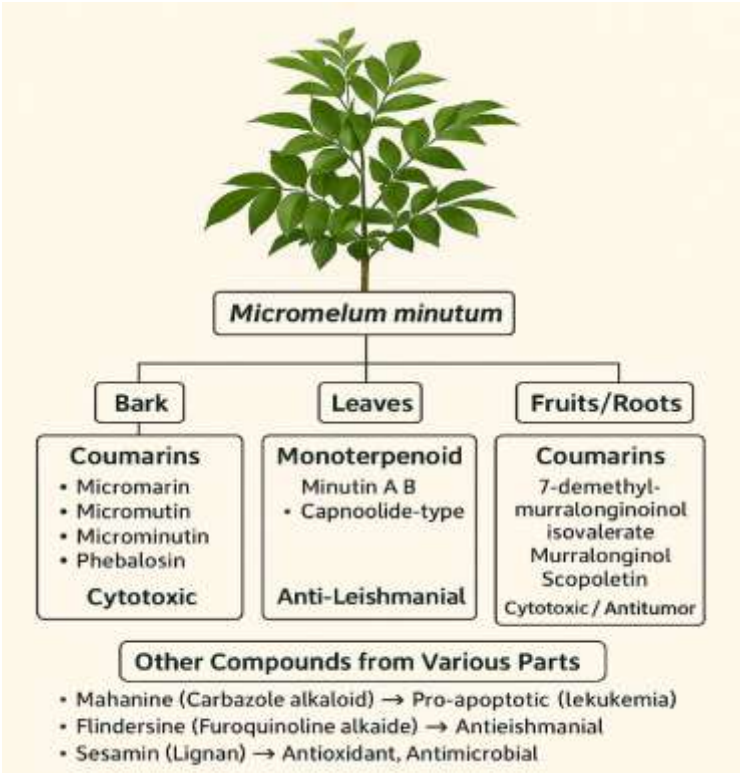 Micromelum minutum
Bark
Leaves
Fruits/Roots
Coumarins
• Micromarin
• Micromutin
• Microminutin
• Phebalosin
Cytotoxic
Monoterpenoid
Minutin A B
• Capnoolide-type
Anti-Leishmanial
Coumarins
7-demethyl-
murralonginoinol
isovalerate
Murralonginol
Scopoletin
Cytotoxic / Antitumor
Other Compounds from Various Parts
• Mahanine (Carbazole alkaloid) → Pro-apoptotic (lekukemia)
• Flindersine (Furoquinoline alkaide) → Antieishmanial
• Sesamin (Lignan) → Antioxidant, Antimicrobial